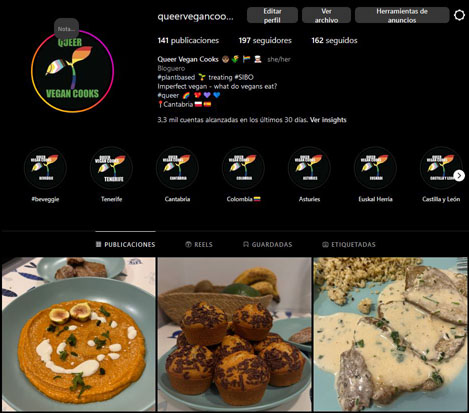 queervegancoo...
Editar perfil
Ver archivo
Herramientas de anuncios
Nota...
QUEER
VEGAN COOKS
141 publicaciones 197 seguidores 162 seguidos
Queer Vegan Cooks she/her
Bloguero
#plantbased 🌱 treating #SIBO
Imperfect vegan - what do vegans eat?
#queer 🌈 ❤️ 💜 💙
📍Cantabria
3,3 mil cuentas alcanzadas en los últimos 30 días. Ver insights
#beveggie
Tenerife
Cantabria
Colombia 🇨🇴
Asturies
Euskal Herria
Castilla y León
PUBLICACIONES
REELS
GUARDADAS
ETIQUETADAS